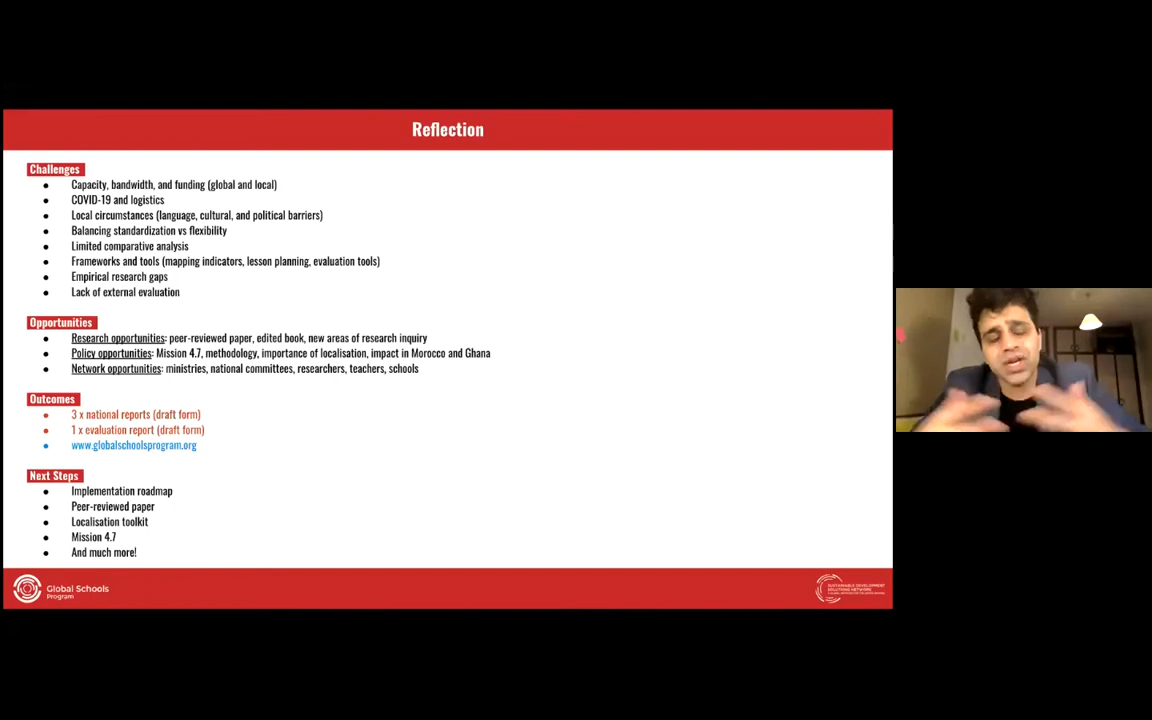 Reflection
Challenges
● Capacity, bandwidth, and funding (global and local)
● COVID-19 and logistics
● Local circumstances (language, cultural, and political barriers)
● Balancing standardization vs flexibility
● Limited comparative analysis
● Frameworks and tools (mapping indicators, lesson planning, evaluation tools)
● Empirical research gaps
● Lack of external evaluation
Opportunities
● Research opportunities: peer-reviewed paper, edited book, new areas of research inquiry
● Policy opportunities: Mission 4.7, methodology, importance of localisation, impact in Morocco and Ghana
● Network opportunities: ministries, national committees, researchers, teachers, schools
Outcomes
● 3 x national reports (draft form)
● 1 x evaluation report (draft form)
● www.globalschoolsprogram.org
Next Steps
● Implementation roadmap
● Peer-reviewed paper
● Localisation toolkit
● Mission 4.7
● And much more!
Global Schools
Program
SUSTAINABLE DEVELOPMENT
SOLUTIONS NETWORK